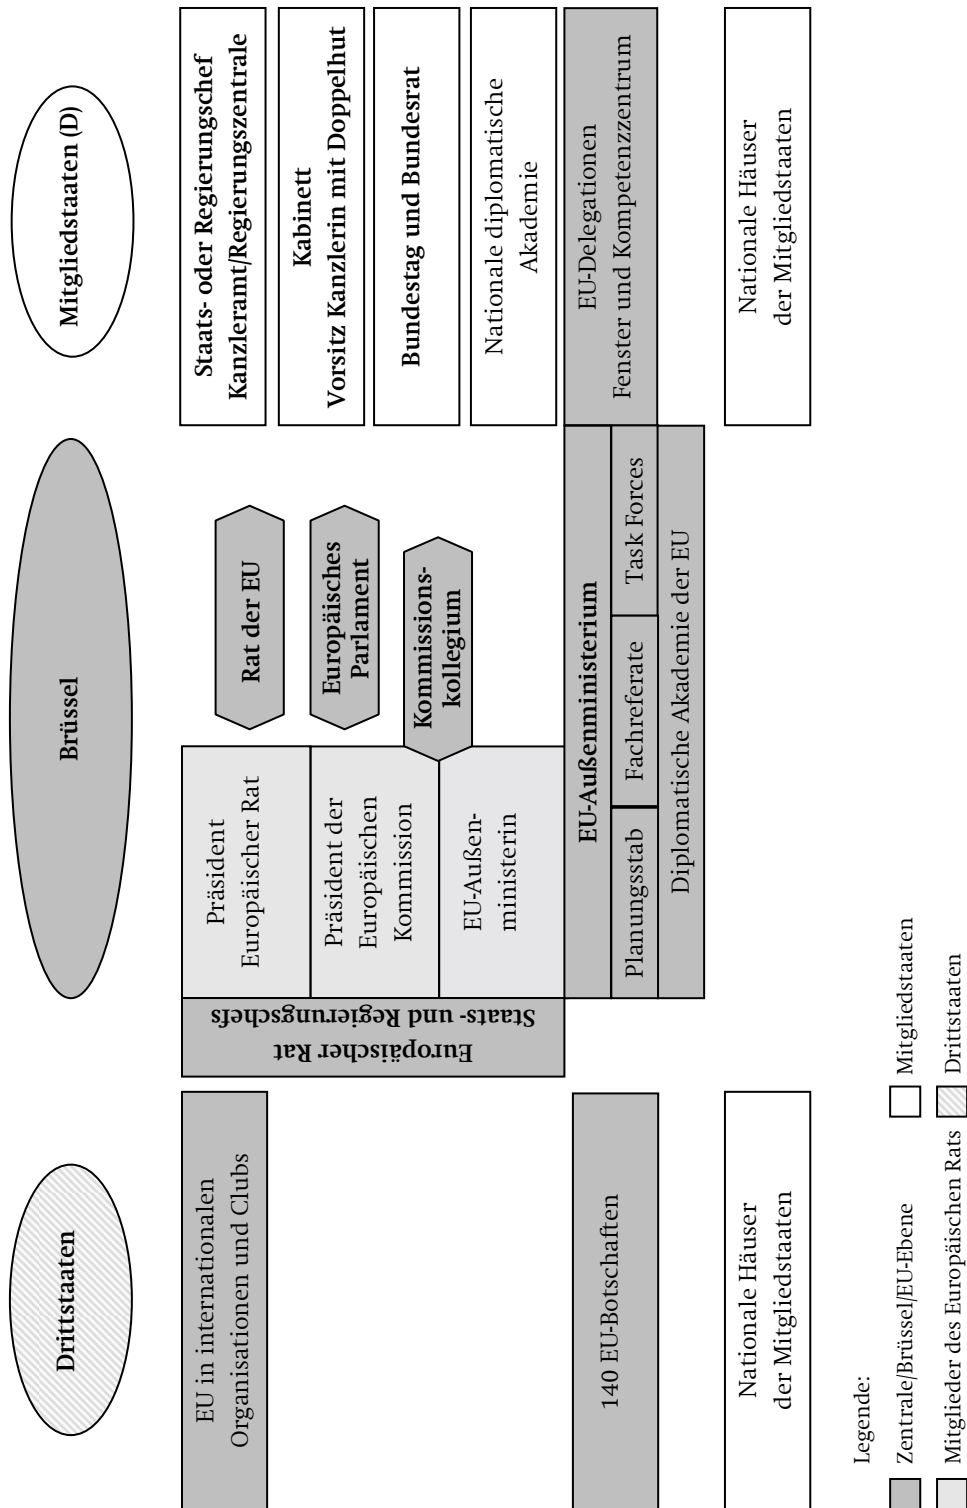 Drittstaaten
Brüssel
Mitgliedstaaten (D)
EU in internationalen
Organisationen und Clubs
140 EU-Botschaften
Nationale Häuser
der Mitgliedstaaten
Europäischer Rat
Staats- und Regierungschefs
Präsident
Europäischer Rat
Präsident der
Europäischen
Kommission
EU-Außen-
ministerin
Rat der EU
Europäisches
Parlament
Kommissions-
kollegium
EU-Außenministerium
Planungsstab
Fachreferate
Task Forces
Diplomatische Akademie der EU
Staats- oder Regierungschef
Kanzleramt/Regierungszentrale
Kabinett
Vorsitz Kanzlerin mit Doppelhut
Bundestag und Bundesrat
Nationale diplomatische
Akademie
EU-Delegationen
Fenster und Kompetenzzentrum
Nationale Häuser
der Mitgliedstaaten
Legende:
Zentrale/Brüssel/EU-Ebene
Mitgliedstaaten
Mitglieder des Europäischen Rats
Drittstaaten